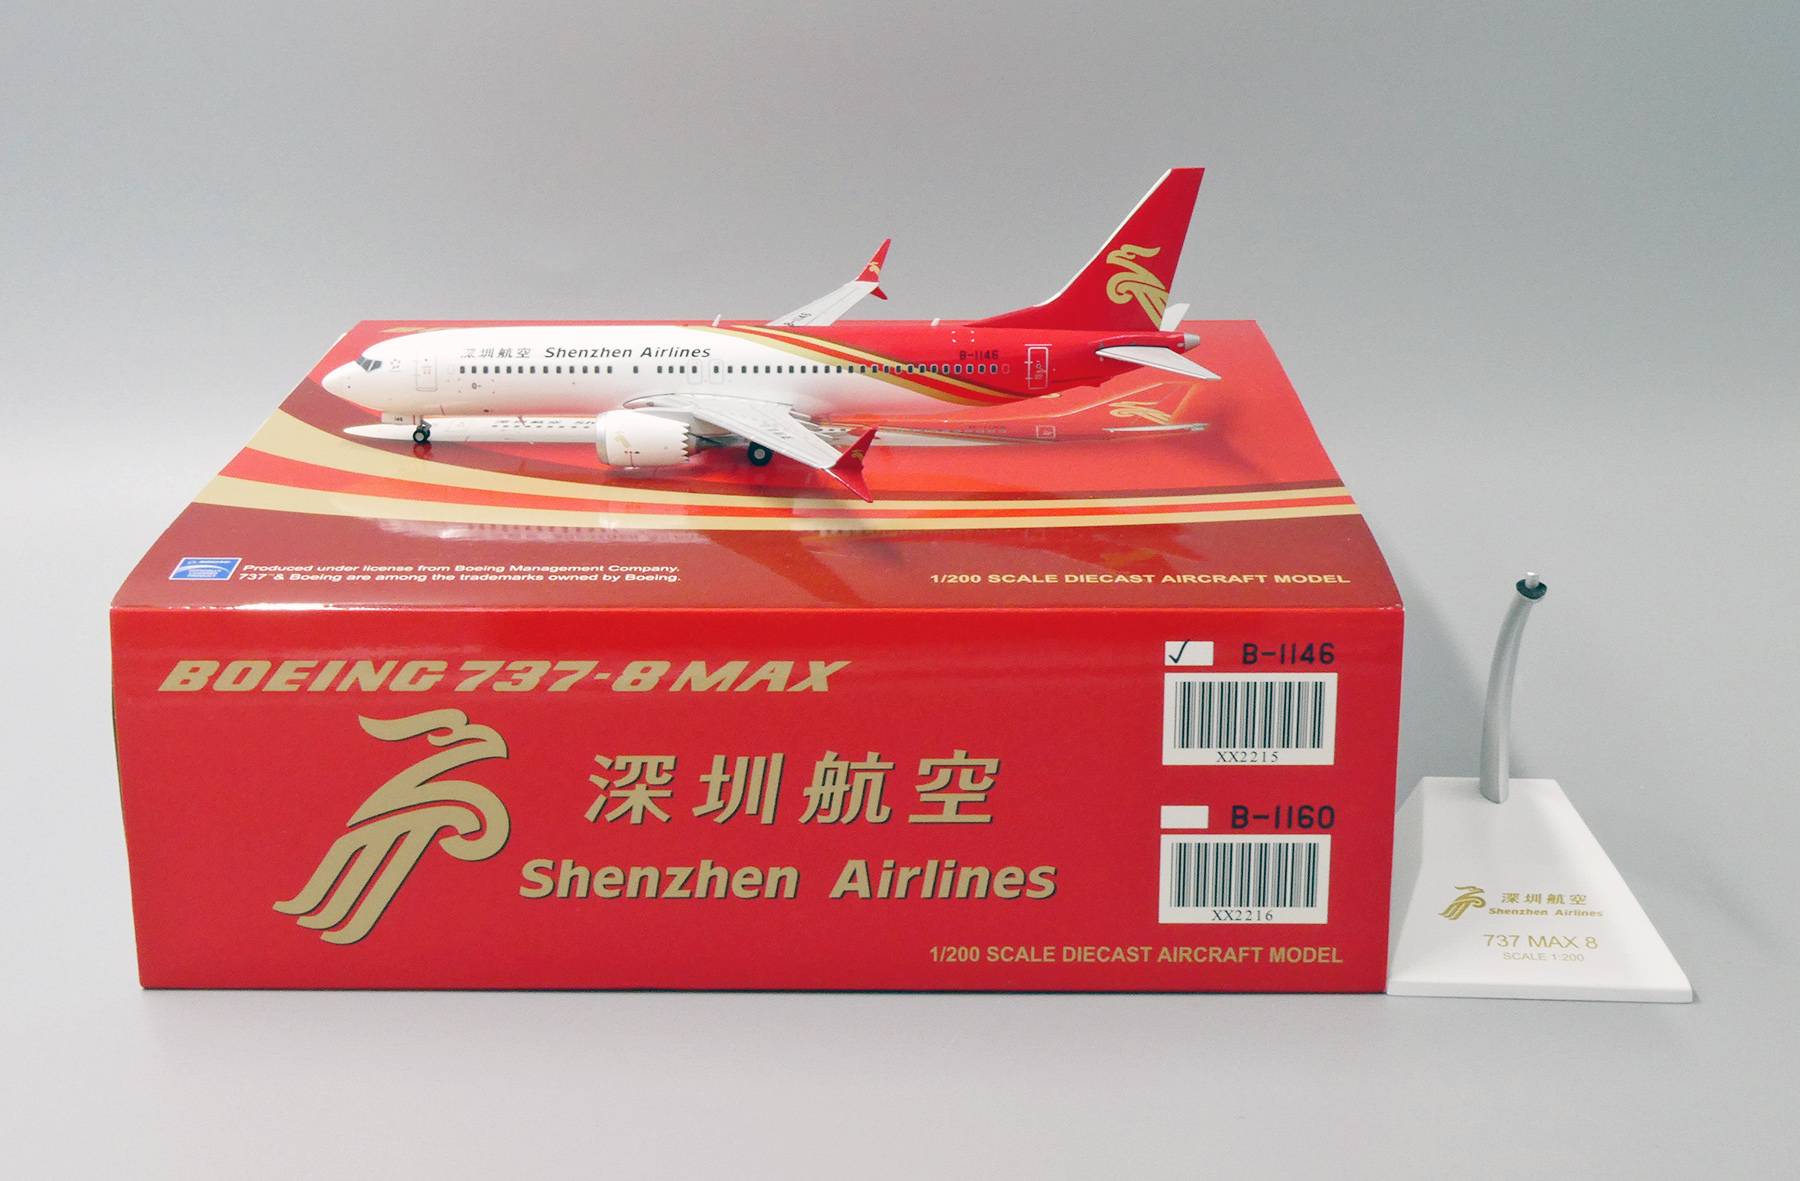 深圳航空 Shenzhen Airlines
B-1146
Produced under license from Boeing Management Company.
737™& Boeing are among the trademarks owned by Boeing.
1/200 SCALE DIECAST AIRCRAFT MODEL
BOEING 737-8 MAX
深圳航空
Shenzhen Airlines
B-1146
XX2215
B-1160
XX2216
1/200 SCALE DIECAST AIRCRAFT MODEL
深圳航空
Shenzhen Airlines
737 MAX 8
SCALE 1:200